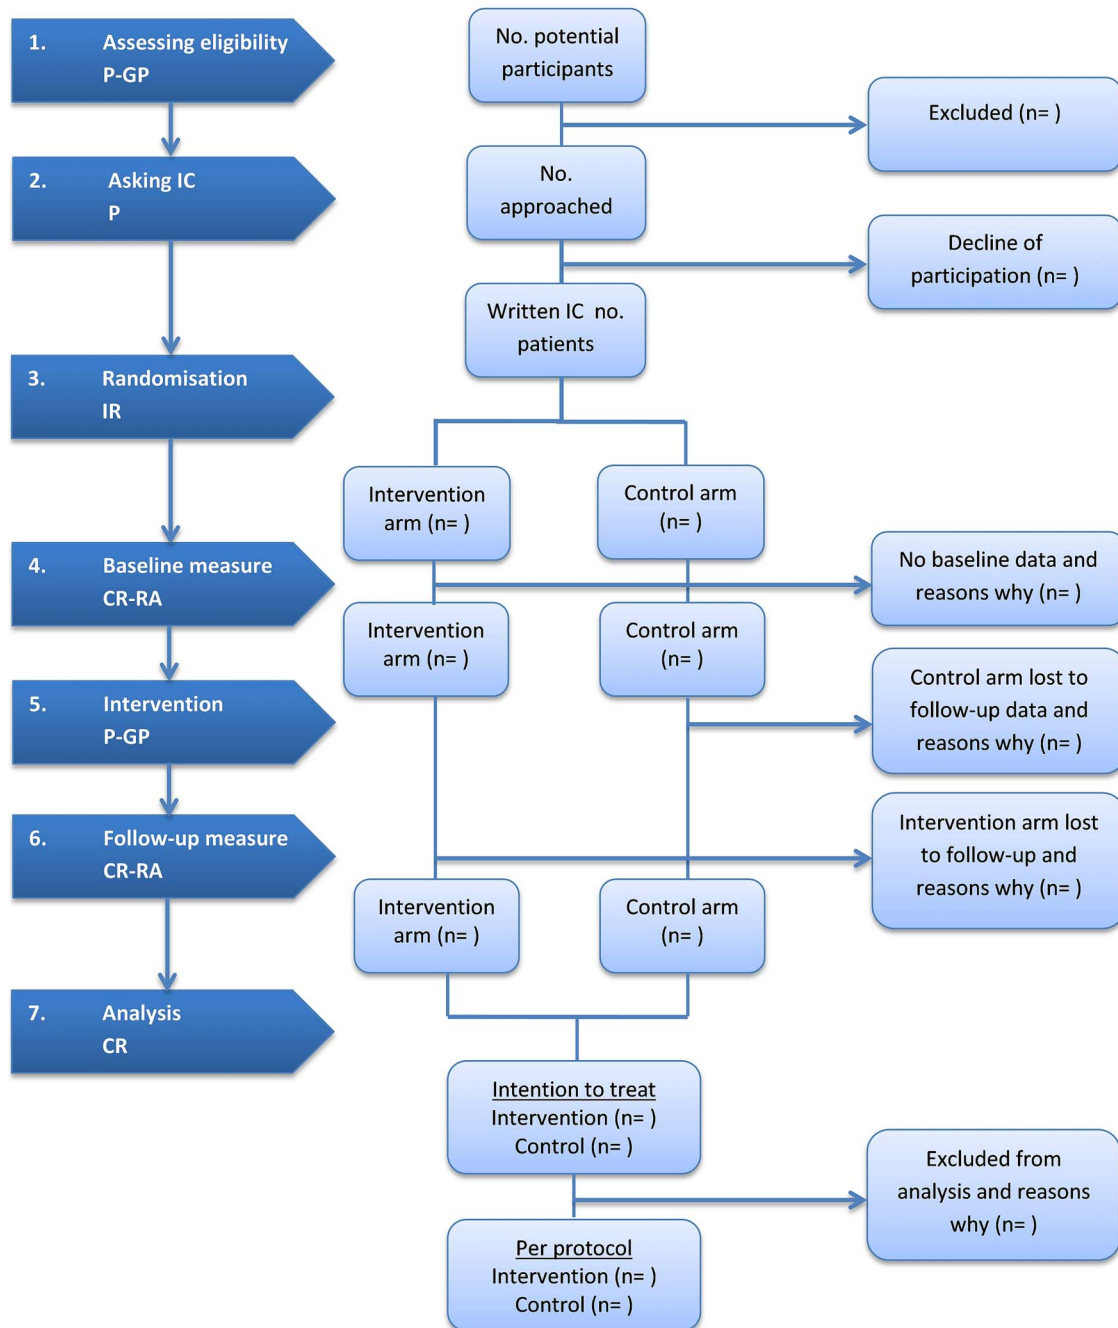 1. Assessing eligibility
P-GP
2. Asking IC
P
3. Randomisation
IR
4. Baseline measure
CR-RA
5. Intervention
P-GP
6. Follow-up measure
CR-RA
7. Analysis
CR
No. potential
participants
Excluded (n= )
No.
approached
Decline of
participation (n= )
Written IC no.
patients
Intervention
arm (n= )
Control arm
(n= )
No baseline data and
reasons why (n= )
Intervention
arm (n= )
Control arm
(n= )
Control arm lost to
follow-up data and
reasons why (n= )
Intervention arm lost
to follow-up and
reasons why (n= )
Intervention
arm (n= )
Control arm
(n= )
Intention to treat
Intervention (n= )
Control (n= )
Excluded from
analysis and reasons
why (n= )
Per protocol
Intervention (n= )
Control (n= )